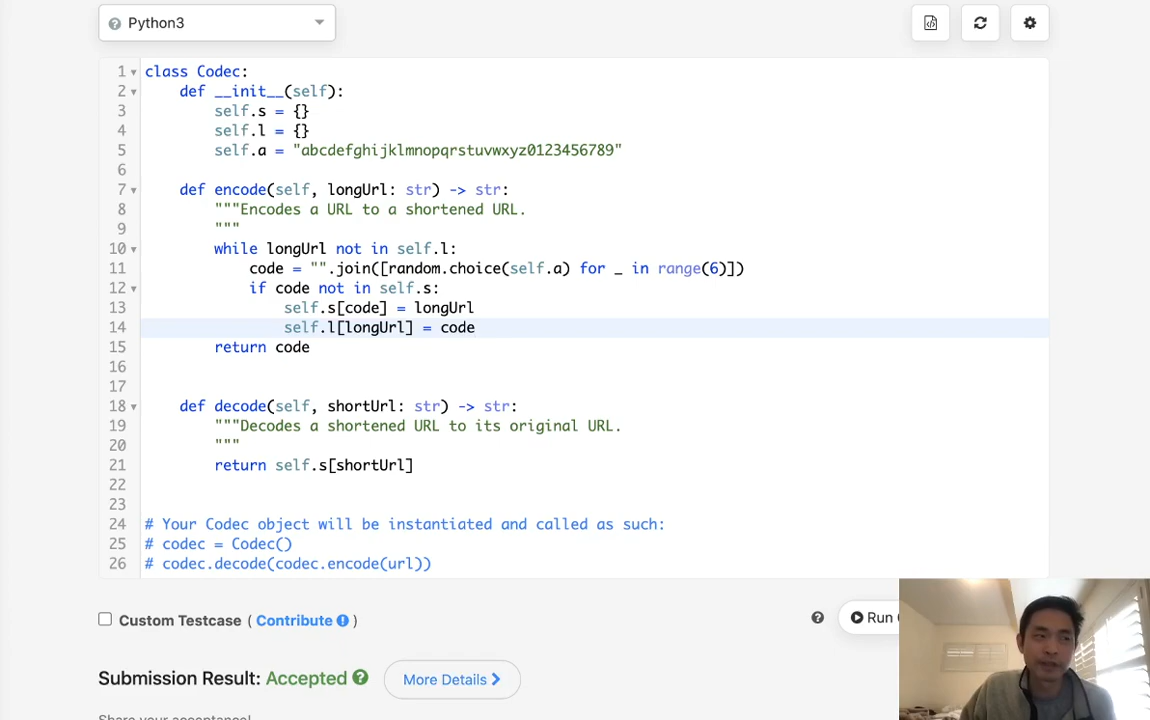 Python3
1 class Codec:
2 def __init__(self):
3 self.s = {}
4 self.l = {}
5 self.a = "abcdefghijklmnopqrstuvwxyz0123456789"
6
7 def encode(self, longUrl: str) -> str:
8 """Encodes a URL to a shortened URL.
9 """
10 while longUrl not in self.l:
11 code = "".join([random.choice(self.a) for _ in range(6)])
12 if code not in self.s:
13 self.s[code] = longUrl
14 self.l[longUrl] = code
15 return code
16
17
18 def decode(self, shortUrl: str) -> str:
19 """Decodes a shortened URL to its original URL.
20 """
21 return self.s[shortUrl]
22
23
24 # Your Codec object will be instantiated and called as such:
25 # codec = Codec()
26 # codec.decode(codec.encode(url))
Custom Testcase ( Contribute )
Run
Submission Result: Accepted
More Details
Share your acceptance!